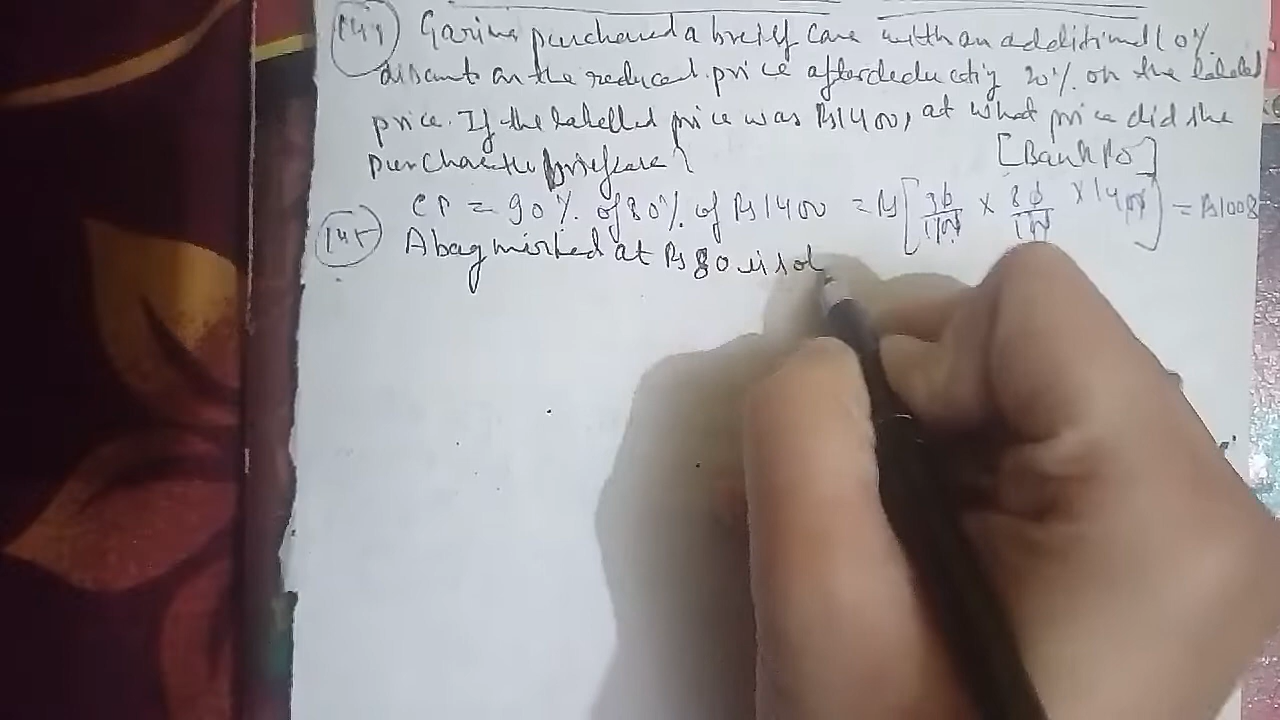 (144) Garima purchased a brief case with an additional 10%
discount on the reduced price after deducting 20% on the labelled
price. If the labelled price was Rs 1400, at what price did she
purchase the briefcase?
[Bank PO]
CP = 90% of 80% of Rs 1400 = Rs [90/100 × 80/100 × 1400] = Rs 1008
(145) A bag marked at Rs 80 is sol